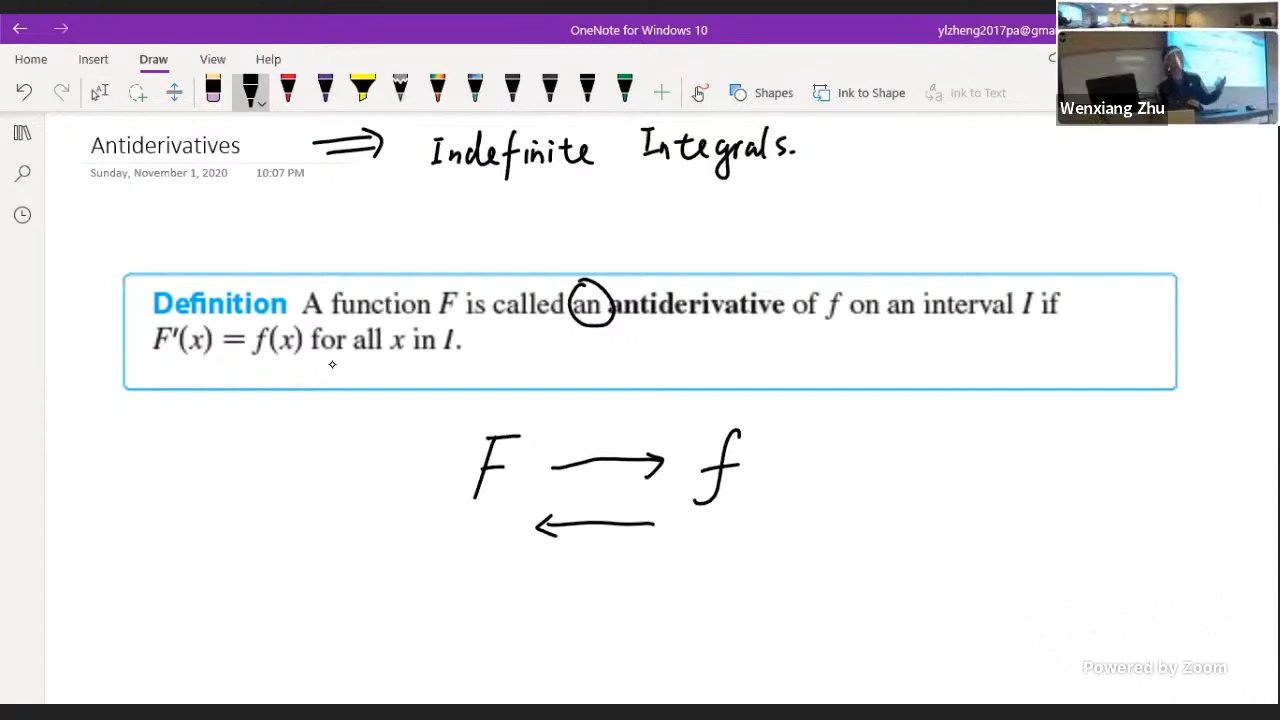 OneNote for Windows 10
ylzheng2017pa@gma
Home Insert Draw View Help
Shapes Ink to Shape Ink to Text
Wenxiang Zhu
Antiderivatives ⟹ Indefinite Integrals.
Sunday, November 1, 2020 10:07 PM
Definition A function F is called an antiderivative of f on an interval I if
F'(x) = f(x) for all x in I.
F → f
←
Powered by Zoom